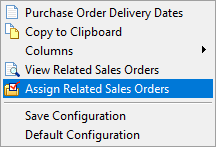 Purchase Order Delivery Dates
Copy to Clipboard
Columns
View Related Sales Orders
Assign Related Sales Orders
Save Configuration
Default Configuration